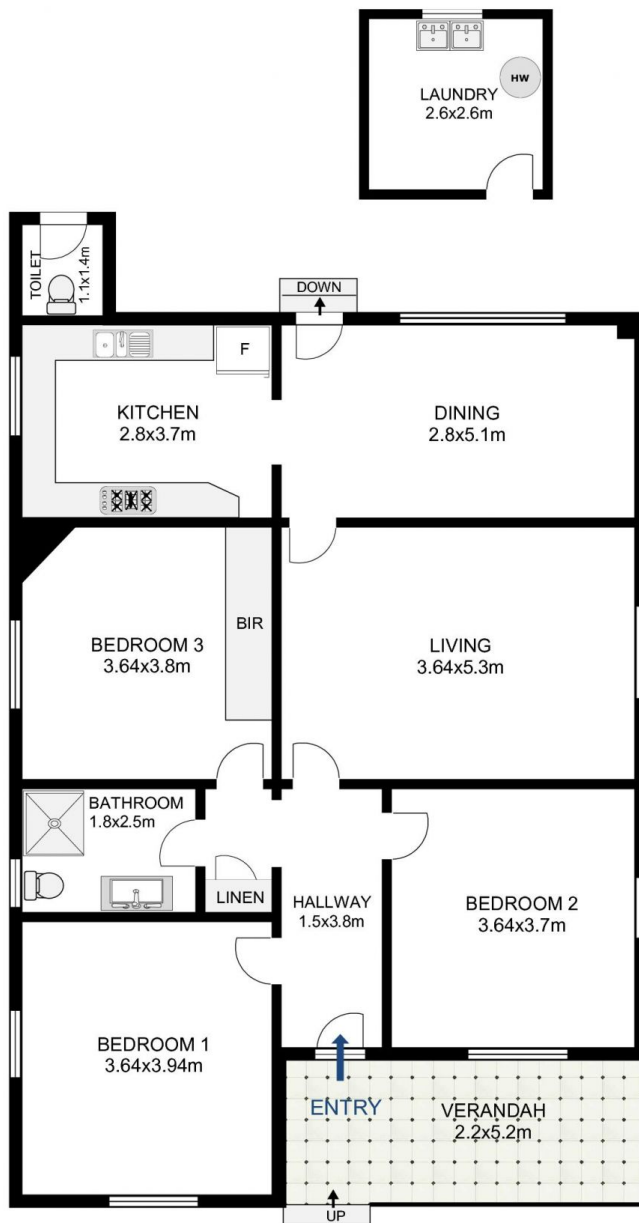 LAUNDRY
2.6x2.6m
HW
TOILET
1.1x1.4m
DOWN
F
KITCHEN
2.8x3.7m
DINING
2.8x5.1m
BEDROOM 3
3.64x3.8m
BIR
LIVING
3.64x5.3m
BATHROOM
1.8x2.5m
LINEN
HALLWAY
1.5x3.8m
BEDROOM 2
3.64x3.7m
BEDROOM 1
3.64x3.94m
ENTRY
VERANDAH
2.2x5.2m
UP